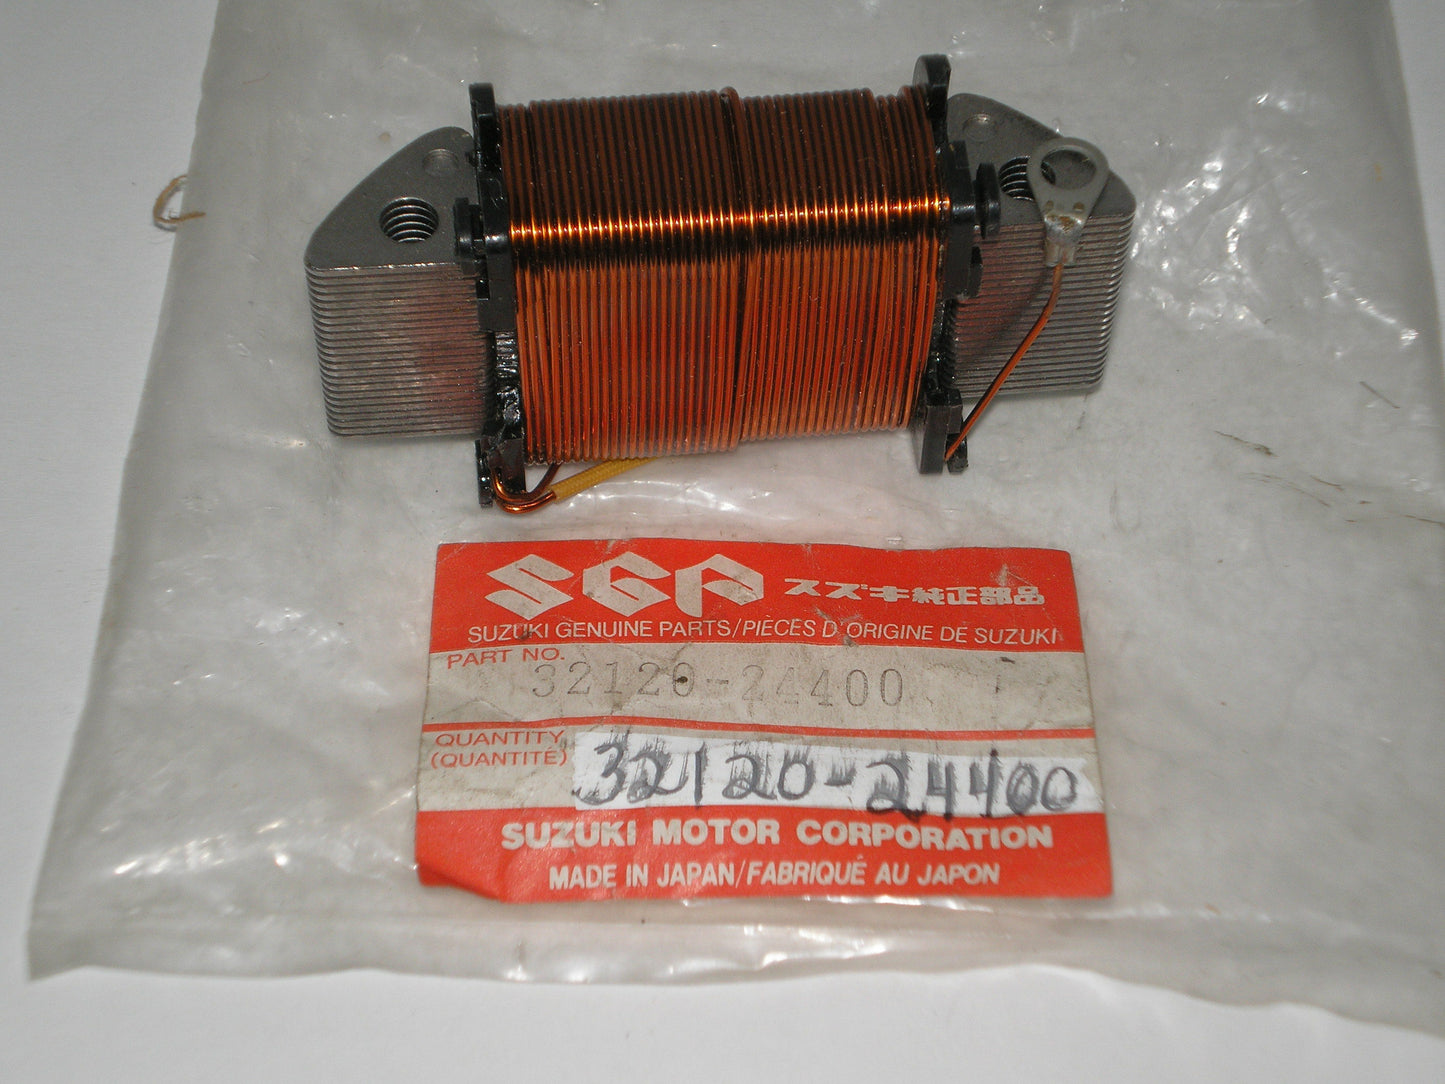 SGP スズキ純正部品
SUZUKI GENUINE PARTS/PIÈCES D'ORIGINE DE SUZUKI
PART NO.
32120-24400
QUANTITY
(QUANTITÉ)
32120-24400
SUZUKI MOTOR CORPORATION
MADE IN JAPAN/FABRIQUÉ AU JAPON